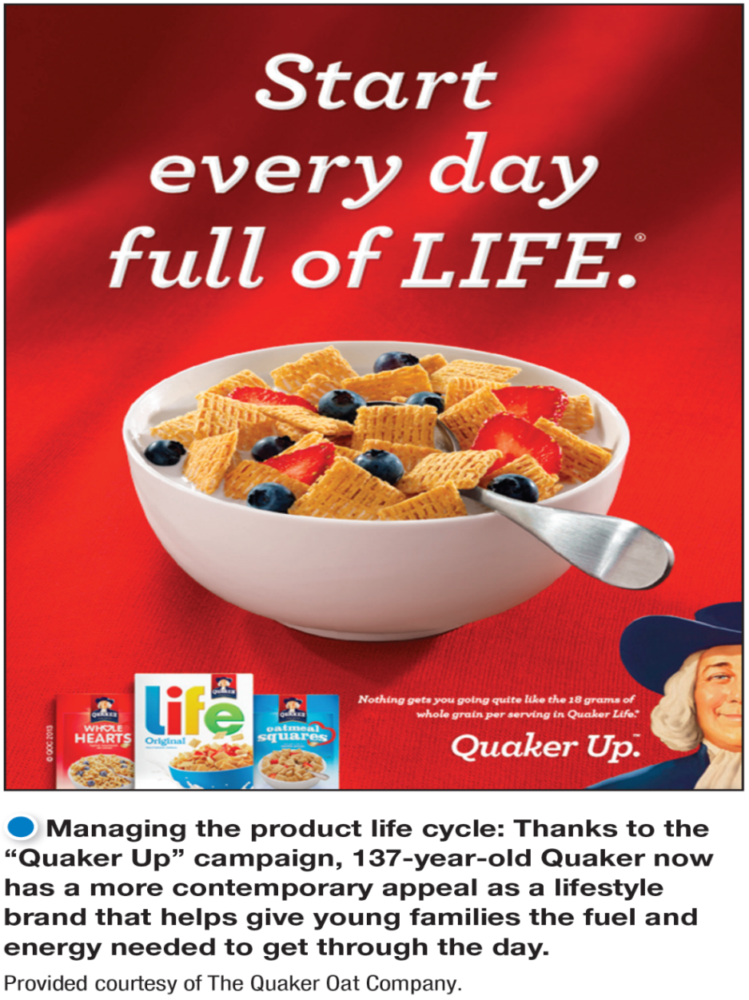 Start
every day
full of LIFE.®
Nothing gets you going quite like the 18 grams of
whole grain per serving in Quaker Life.*
Quaker Up.™
© QOC 2013
QUAKER
WHOLE
HEARTS
QUAKER
life
Original
QUAKER
oatmeal
squares
Managing the product life cycle: Thanks to the
“Quaker Up” campaign, 137-year-old Quaker now
has a more contemporary appeal as a lifestyle
brand that helps give young families the fuel and
energy needed to get through the day.
Provided courtesy of The Quaker Oat Company.